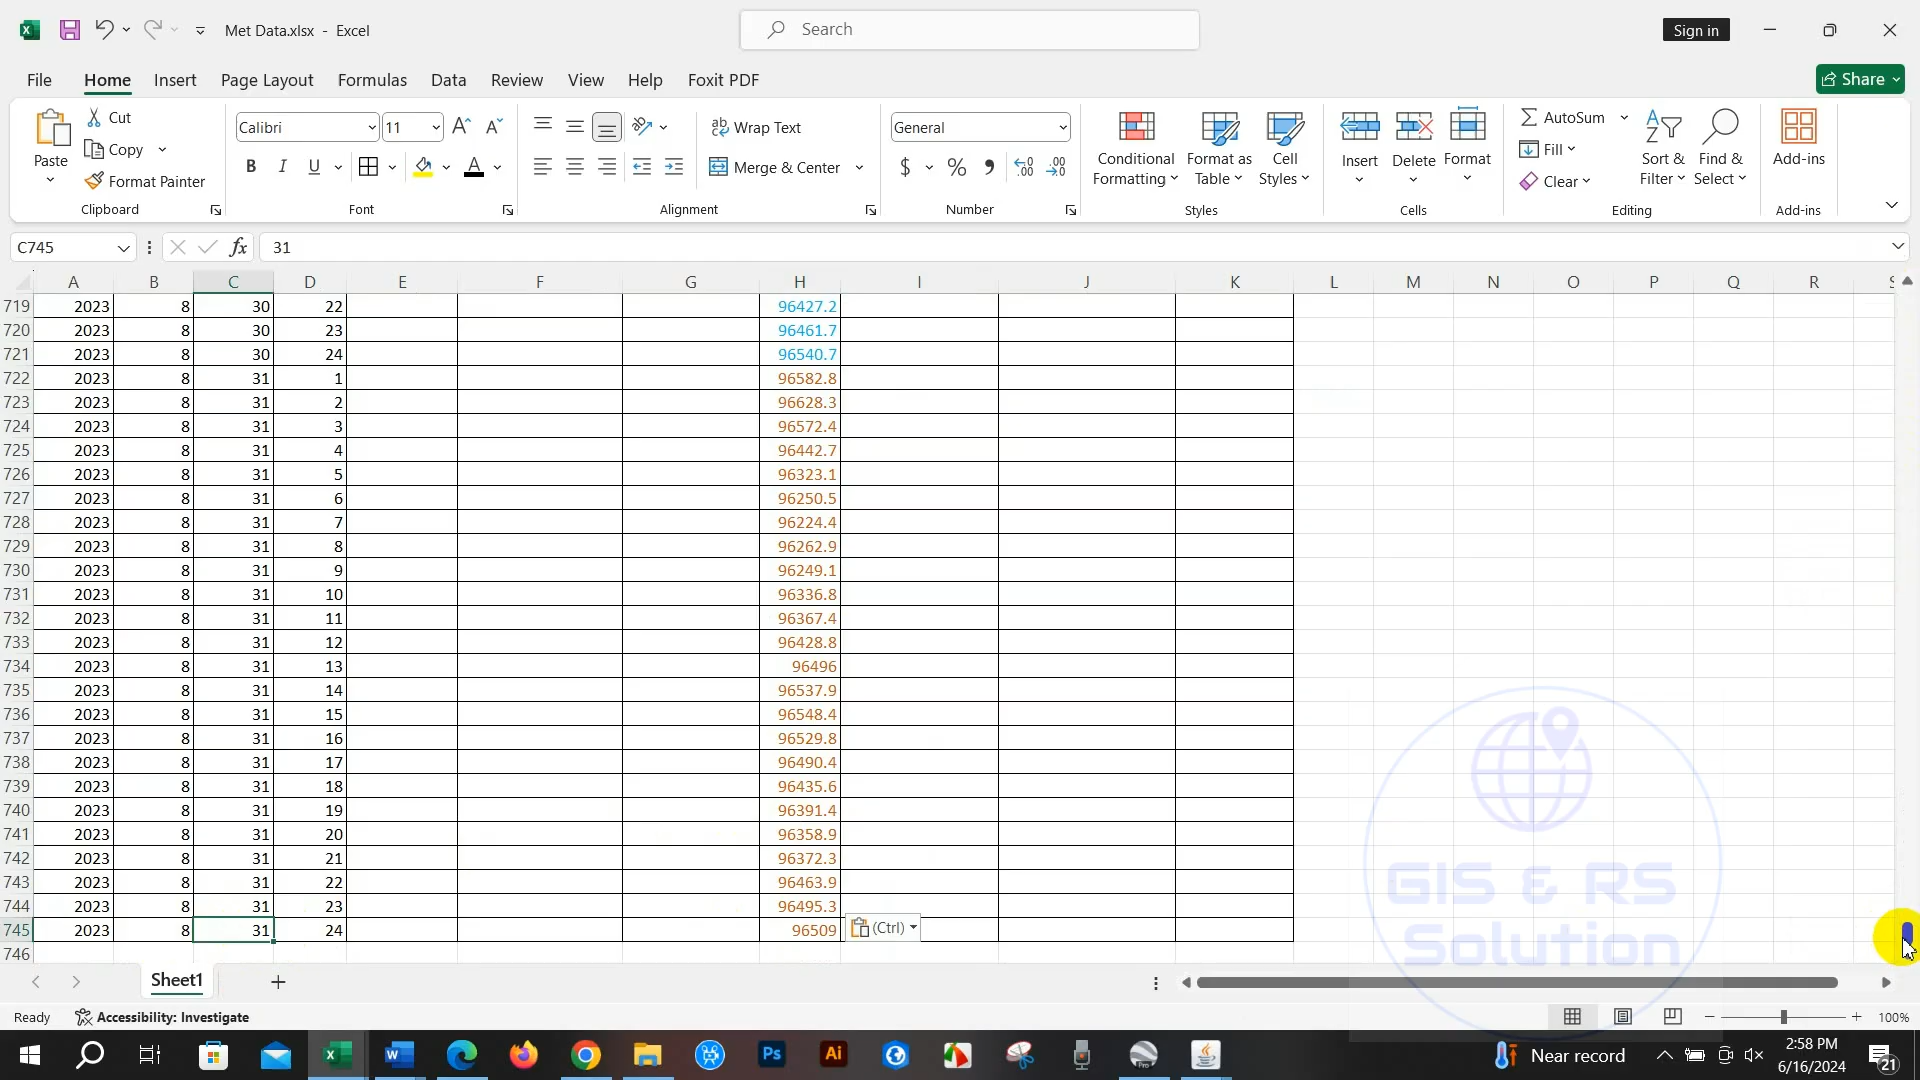 Met Data.xlsx - Excel
Search
Sign in
File Home Insert Page Layout Formulas Data Review View Help Foxit PDF
Share
Paste
Cut
Copy
Format Painter
Clipboard
Calibri 11
B I U
Font
ab Wrap Text
Merge & Center
Alignment
General
$ % ,
Number
Conditional Formatting
Format as Table
Cell Styles
Styles
Insert Delete Format
Cells
AutoSum
Fill
Clear
Sort & Filter
Find & Select
Editing
Add-ins
Add-ins
C745 fx 31
A B C D E F G H I J K L M N O P Q R S
719 2023 8 30 22 96427.2
720 2023 8 30 23 96461.7
721 2023 8 30 24 96540.7
722 2023 8 31 1 96582.8
723 2023 8 31 2 96628.3
724 2023 8 31 3 96572.4
725 2023 8 31 4 96442.7
726 2023 8 31 5 96323.1
727 2023 8 31 6 96250.5
728 2023 8 31 7 96224.4
729 2023 8 31 8 96262.9
730 2023 8 31 9 96249.1
731 2023 8 31 10 96336.8
732 2023 8 31 11 96367.4
733 2023 8 31 12 96428.8
734 2023 8 31 13 96496
735 2023 8 31 14 96537.9
736 2023 8 31 15 96548.4
737 2023 8 31 16 96529.8
738 2023 8 31 17 96490.4
739 2023 8 31 18 96435.6
740 2023 8 31 19 96391.4
741 2023 8 31 20 96358.9
742 2023 8 31 21 96372.3
743 2023 8 31 22 96463.9
744 2023 8 31 23 96495.3
745 2023 8 31 24 96509 (Ctrl)
746
GIS & RS
Solution
Sheet1
Ready Accessibility: Investigate 100%
Ps Ai Pro
Near record
2:58 PM
6/16/2024
21